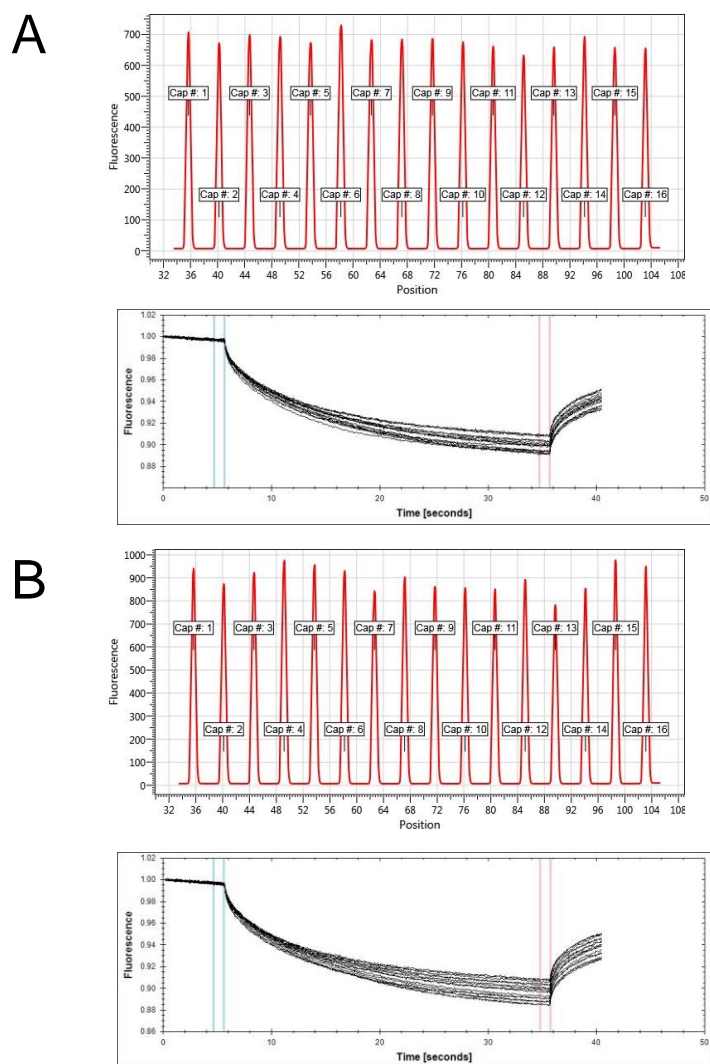 A
Fluorescence
700
600
500
400
300
200
100
0
Cap #: 1
Cap #: 3
Cap #: 5
Cap #: 7
Cap #: 9
Cap #: 11
Cap #: 13
Cap #: 15
Cap #: 2
Cap #: 4
Cap #: 6
Cap #: 8
Cap #: 10
Cap #: 12
Cap #: 14
Cap #: 16
32 36 40 44 48 52 56 60 64 68 72 76 80 84 88 92 96 100 104 108
Position
Fluorescence
1.02
1.00
0.98
0.96
0.94
0.92
0.90
0.88
0 10 20 30 40 50
Time [seconds]
B
Fluorescence
1000
900
800
700
600
500
400
300
200
100
0
Cap #: 1
Cap #: 3
Cap #: 5
Cap #: 7
Cap #: 9
Cap #: 11
Cap #: 13
Cap #: 15
Cap #: 2
Cap #: 4
Cap #: 6
Cap #: 8
Cap #: 10
Cap #: 12
Cap #: 14
Cap #: 16
32 36 40 44 48 52 56 60 64 68 72 76 80 84 88 92 96 100 104 108
Position
Fluorescence
1.02
1.00
0.98
0.96
0.94
0.92
0.90
0.88
0.86
0 10 20 30 40 50
Time [seconds]